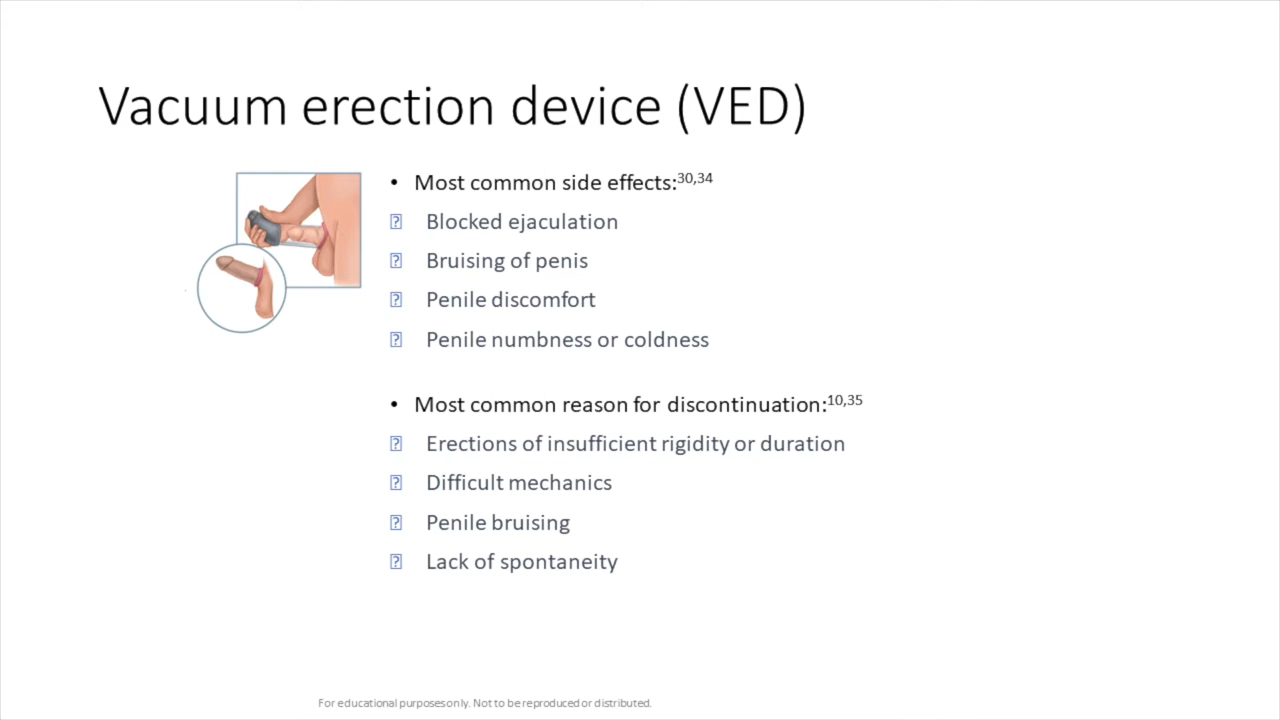 Vacuum erection device (VED)
• Most common side effects:30,34
Blocked ejaculation
Bruising of penis
Penile discomfort
Penile numbness or coldness
• Most common reason for discontinuation:10,35
Erections of insufficient rigidity or duration
Difficult mechanics
Penile bruising
Lack of spontaneity
For educational purposes only. Not to be reproduced or distributed.